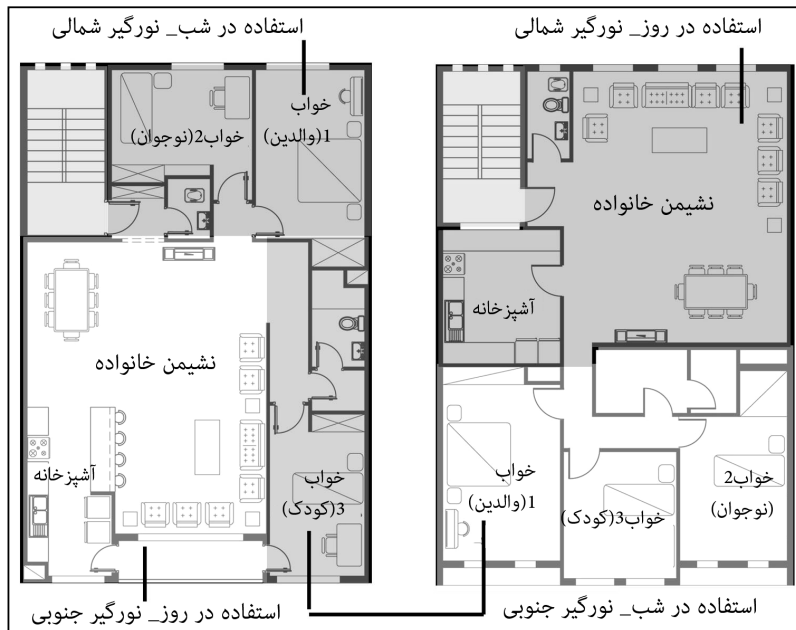 استفاده در روز_ نورگیر شمالی
استفاده در شب_ نورگیر شمالی
نشیمن خانواده
آشپزخانه
خواب
1(والدین)
خواب3(کودک)
خواب2
(نوجوان)
خواب
1(والدین)
خواب2(نوجوان)
نشیمن خانواده
آشپزخانه
خواب
3(کودک)
استفاده در شب_ نورگیر جنوبی
استفاده در روز_ نورگیر جنوبی